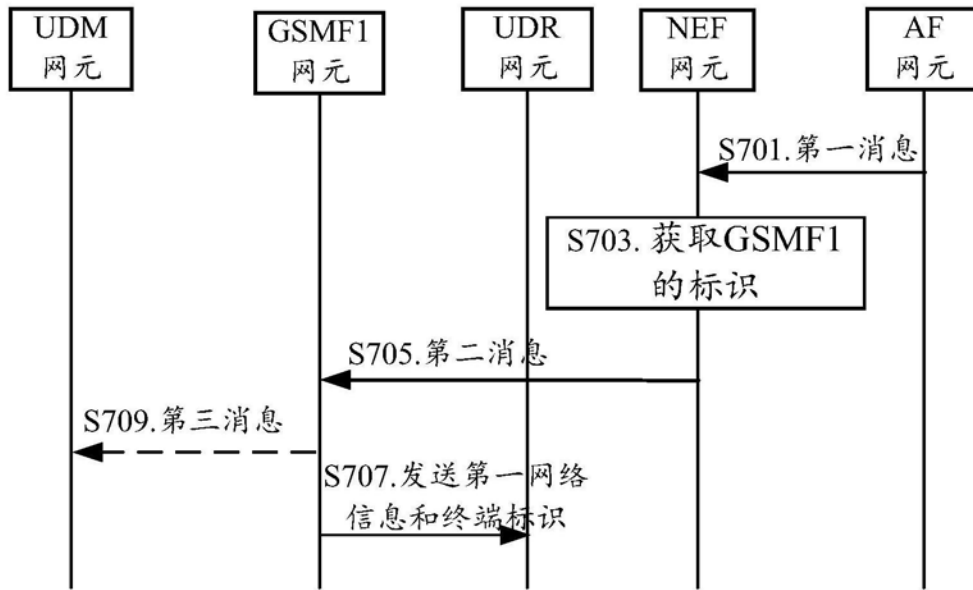 UDM
网元
GSMF1
网元
UDR
网元
NEF
网元
AF
网元
S701.第一消息
S703. 获取GSMF1
的标识
S705.第二消息
S709.第三消息
S707.发送第一网络
信息和终端标识